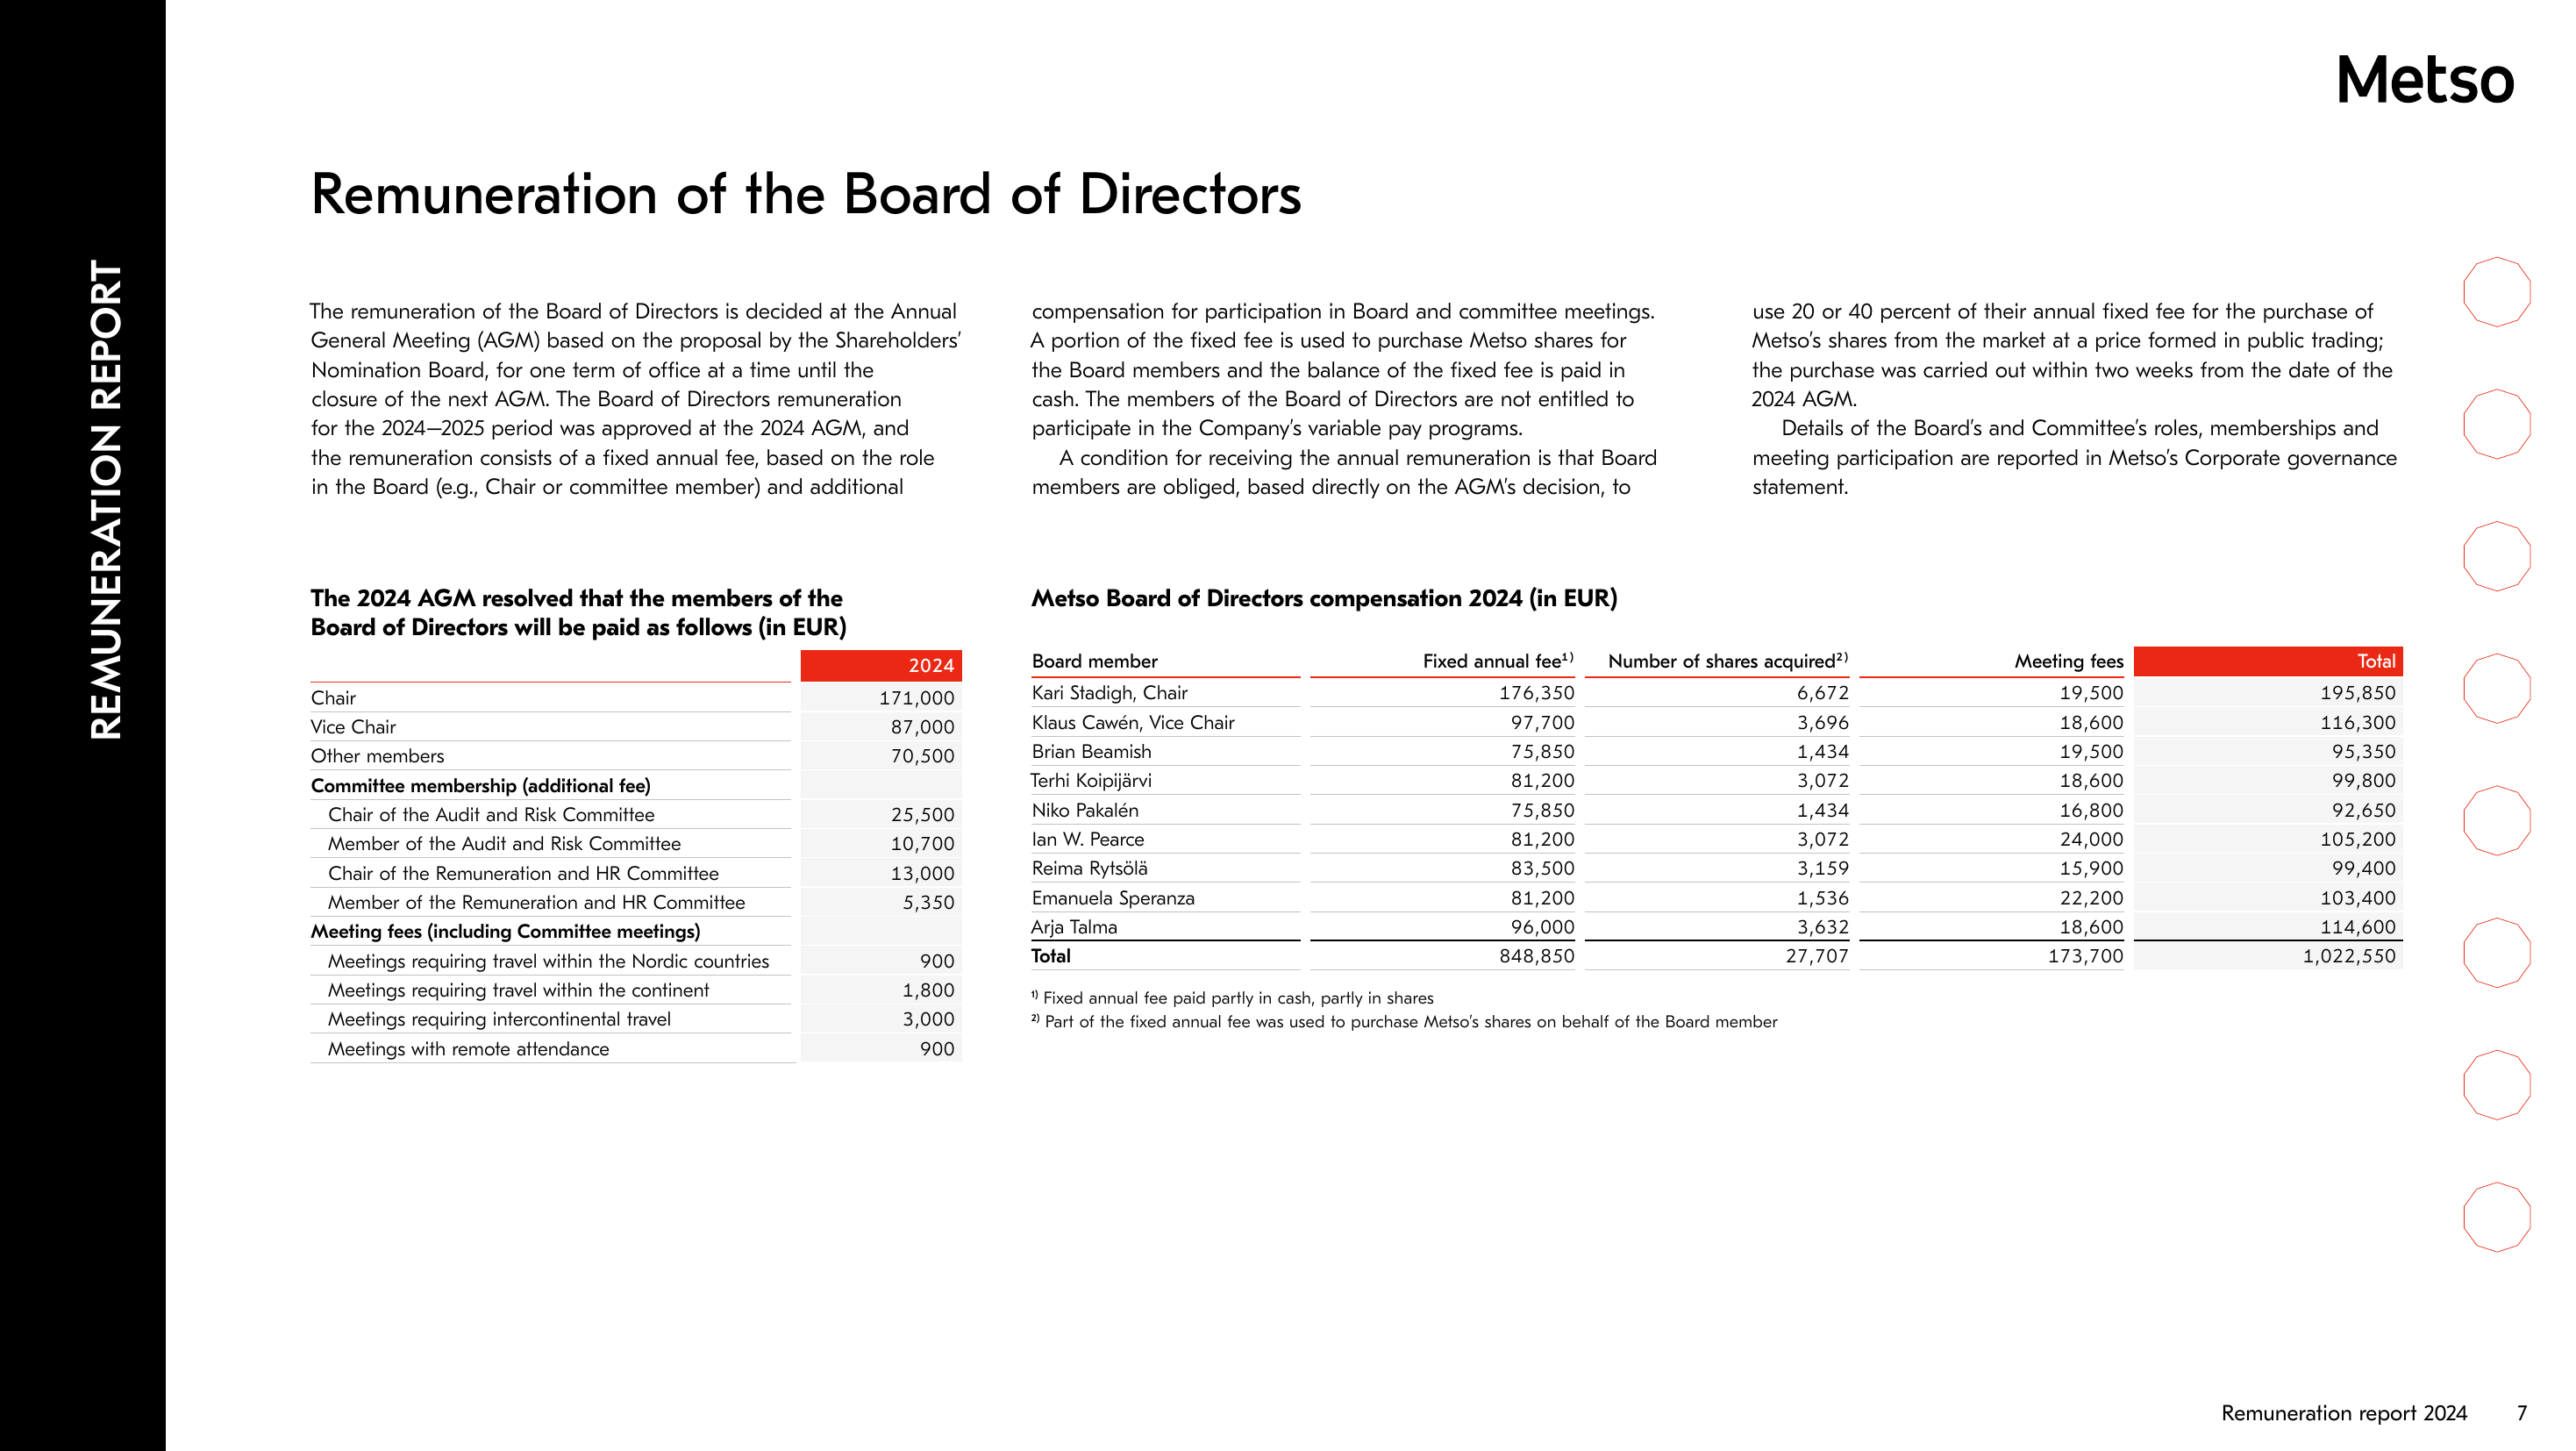 REMUNERATION REPORT
Metso
Remuneration of the Board of Directors
The remuneration of the Board of Directors is decided at the Annual
General Meeting (AGM) based on the proposal by the Shareholders’
Nomination Board, for one term of office at a time until the
closure of the next AGM. The Board of Directors remuneration
for the 2024–2025 period was approved at the 2024 AGM, and
the remuneration consists of a fixed annual fee, based on the role
in the Board (e.g., Chair or committee member) and additional
compensation for participation in Board and committee meetings.
A portion of the fixed fee is used to purchase Metso shares for
the Board members and the balance of the fixed fee is paid in
cash. The members of the Board of Directors are not entitled to
participate in the Company’s variable pay programs.
A condition for receiving the annual remuneration is that Board
members are obliged, based directly on the AGM’s decision, to
use 20 or 40 percent of their annual fixed fee for the purchase of
Metso’s shares from the market at a price formed in public trading;
the purchase was carried out within two weeks from the date of the
2024 AGM.
Details of the Board’s and Committee’s roles, memberships and
meeting participation are reported in Metso’s Corporate governance
statement.
The 2024 AGM resolved that the members of the
Board of Directors will be paid as follows (in EUR)
2024
Chair 171,000
Vice Chair 87,000
Other members 70,500
Committee membership (additional fee)
Chair of the Audit and Risk Committee 25,500
Member of the Audit and Risk Committee 10,700
Chair of the Remuneration and HR Committee 13,000
Member of the Remuneration and HR Committee 5,350
Meeting fees (including Committee meetings)
Meetings requiring travel within the Nordic countries 900
Meetings requiring travel within the continent 1,800
Meetings requiring intercontinental travel 3,000
Meetings with remote attendance 900
Metso Board of Directors compensation 2024 (in EUR)
Board member Fixed annual fee¹⁾ Number of shares acquired²⁾ Meeting fees Total
Kari Stadigh, Chair 176,350 6,672 19,500 195,850
Klaus Cawén, Vice Chair 97,700 3,696 18,600 116,300
Brian Beamish 75,850 1,434 19,500 95,350
Terhi Koipijärvi 81,200 3,072 18,600 99,800
Niko Pakalén 75,850 1,434 16,800 92,650
Ian W. Pearce 81,200 3,072 24,000 105,200
Reima Rytsölä 83,500 3,159 15,900 99,400
Emanuela Speranza 81,200 1,536 22,200 103,400
Arja Talma 96,000 3,632 18,600 114,600
Total 848,850 27,707 173,700 1,022,550
¹⁾ Fixed annual fee paid partly in cash, partly in shares
²⁾ Part of the fixed annual fee was used to purchase Metso’s shares on behalf of the Board member
Remuneration report 2024 7